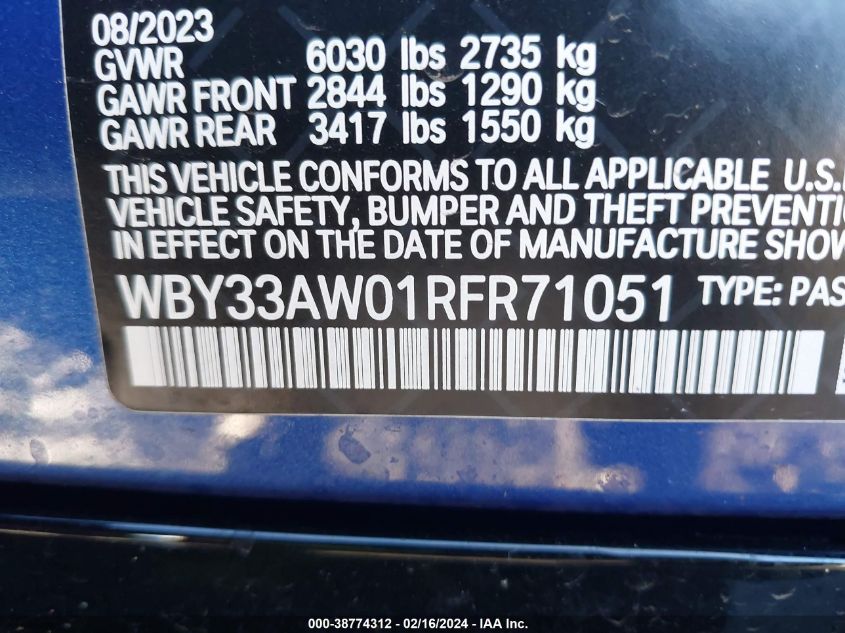 08/2023
GVWR 6030 lbs 2735 kg
GAWR FRONT 2844 lbs 1290 kg
GAWR REAR 3417 lbs 1550 kg
THIS VEHICLE CONFORMS TO ALL APPLICABLE U.S.
VEHICLE SAFETY, BUMPER AND THEFT PREVENTI
IN EFFECT ON THE DATE OF MANUFACTURE SHOW
WBY33AW01RFR71051 TYPE: PAS
000-38774312 - 02/16/2024 - IAA Inc.